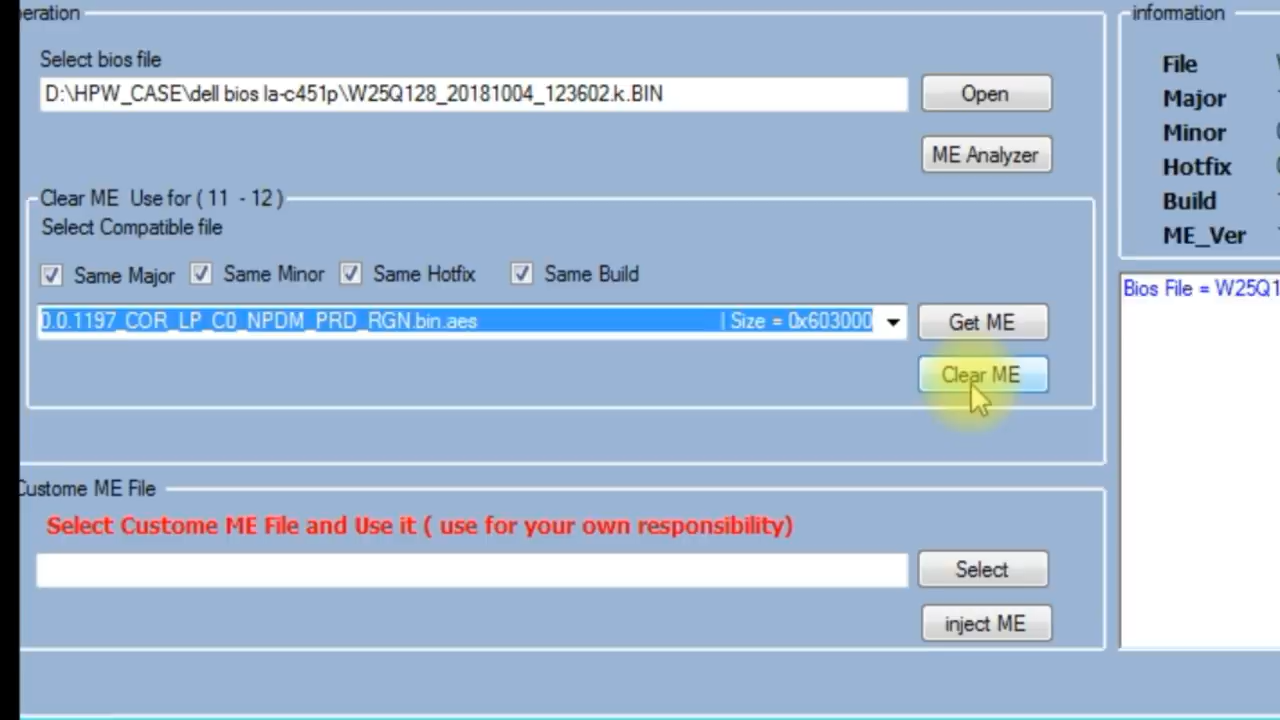 eration
Select bios file
D:\HPW_CASE\dell bios la-c451p\W25Q128_20181004_123602.k.BIN
Open
ME Analyzer
Clear ME Use for ( 11 - 12 )
Select Compatible file
Same Major
Same Minor
Same Hotfix
Same Build
0.0.1197_COR_LP_C0_NPDM_PRD_RGN.bin.aes | Size = 0x603000
Get ME
Clear ME
Custome ME File
Select Custome ME File and Use it ( use for your own responsibility)
Select
inject ME
information
File
Major
Minor
Hotfix
Build
ME_Ver
Bios File = W25Q1